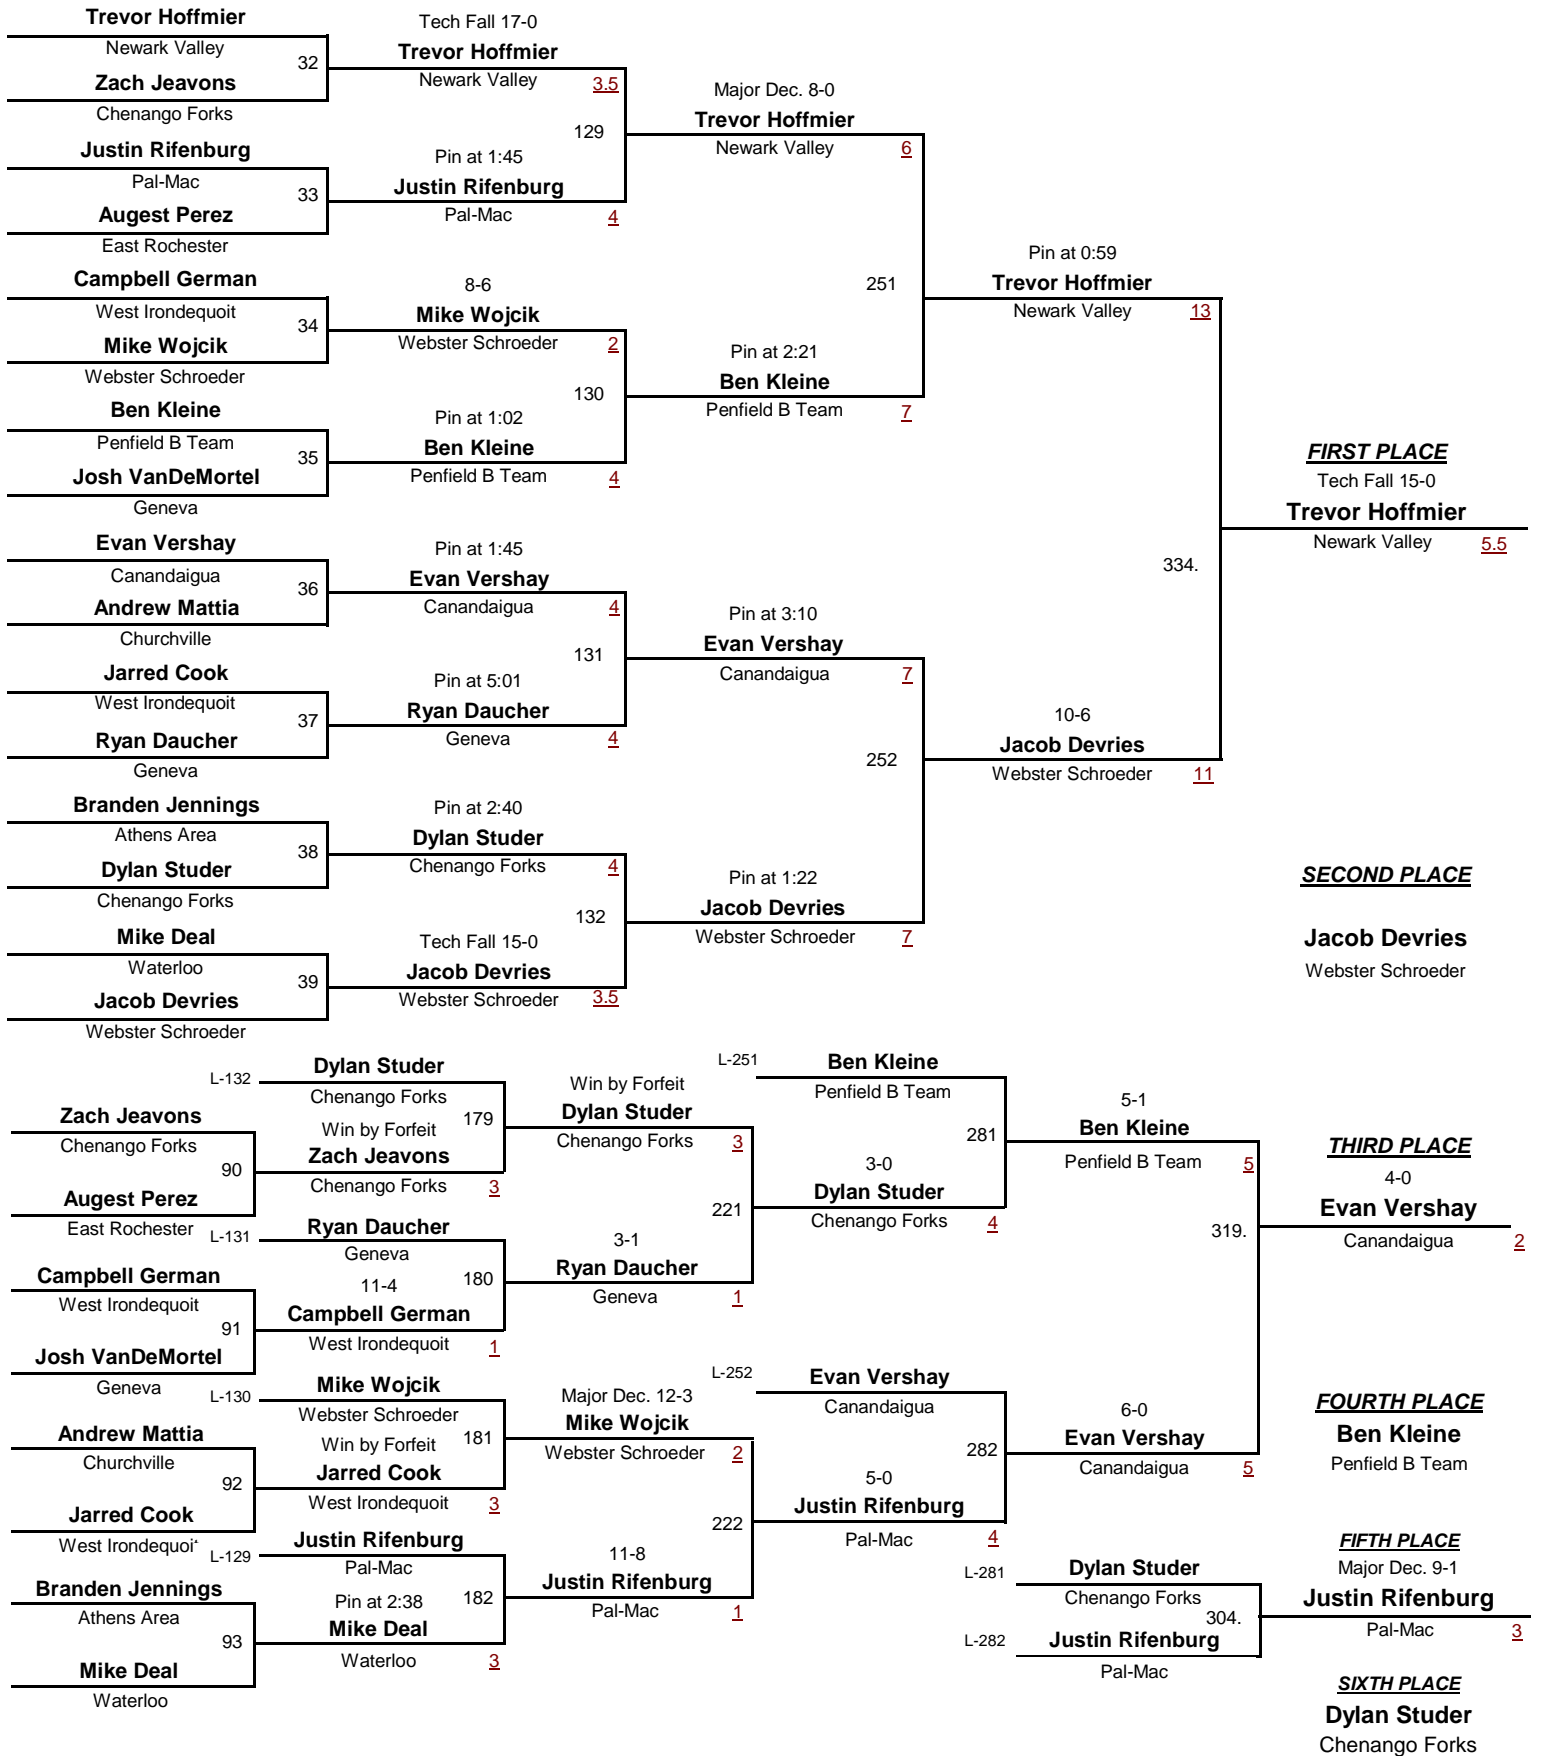 Trevor Hoffmier
Newark Valley
32
Zach Jeavons
Chenango Forks
Justin Rifenburg
Pal-Mac
33
Augest Perez
East Rochester
Campbell German
West Irondequoit
34
Mike Wojcik
Webster Schroeder
Ben Kleine
Penfield B Team
35
Josh VanDeMortel
Geneva
Evan Vershay
Canandaigua
36
Andrew Mattia
Churchville
Jarred Cook
West Irondequoit
37
Ryan Daucher
Geneva
Branden Jennings
Athens Area
38
Dylan Studer
Chenango Forks
Mike Deal
Waterloo
39
Jacob Devries
Webster Schroeder
Tech Fall 17-0
Trevor Hoffmier
Newark Valley 3.5
129
Pin at 1:45
Justin Rifenburg
Pal-Mac 4
8-6
Mike Wojcik
Webster Schroeder 2
130
Pin at 1:02
Ben Kleine
Penfield B Team 4
Pin at 1:45
Evan Vershay
Canandaigua 4
131
Pin at 5:01
Ryan Daucher
Geneva 4
Pin at 2:40
Dylan Studer
Chenango Forks 4
132
Tech Fall 15-0
Jacob Devries
Webster Schroeder 3.5
Major Dec. 8-0
Trevor Hoffmier
Newark Valley 6
251
Pin at 2:21
Ben Kleine
Penfield B Team 7
Pin at 3:10
Evan Vershay
Canandaigua 7
252
Pin at 1:22
Jacob Devries
Webster Schroeder 7
Pin at 0:59
Trevor Hoffmier
Newark Valley 13
334.
10-6
Jacob Devries
Webster Schroeder 11
FIRST PLACE
Tech Fall 15-0
Trevor Hoffmier
Newark Valley 5.5
SECOND PLACE
Jacob Devries
Webster Schroeder
Zach Jeavons
Chenango Forks
90
Augest Perez
East Rochester
Campbell German
West Irondequoit
91
Josh VanDeMortel
Geneva
Andrew Mattia
Churchville
92
Jarred Cook
West Irondequoit
Branden Jennings
Athens Area
93
Mike Deal
Waterloo
L-132
Dylan Studer
Chenango Forks
179
Win by Forfeit
Zach Jeavons
Chenango Forks 3
L-131
Ryan Daucher
Geneva
180
11-4
Campbell German
West Irondequoit 1
L-130
Mike Wojcik
Webster Schroeder
181
Win by Forfeit
Jarred Cook
West Irondequoit 3
L-129
Justin Rifenburg
Pal-Mac
182
Pin at 2:38
Mike Deal
Waterloo 3
Win by Forfeit
Dylan Studer
Chenango Forks 3
221
3-1
Ryan Daucher
Geneva 1
Major Dec. 12-3
Mike Wojcik
Webster Schroeder 2
222
11-8
Justin Rifenburg
Pal-Mac 1
L-251
Ben Kleine
Penfield B Team
281
3-0
Dylan Studer
Chenango Forks 4
L-252
Evan Vershay
Canandaigua
282
5-0
Justin Rifenburg
Pal-Mac 4
5-1
Ben Kleine
Penfield B Team 5
319.
6-0
Evan Vershay
Canandaigua 5
THIRD PLACE
4-0
Evan Vershay
Canandaigua 2
FOURTH PLACE
Ben Kleine
Penfield B Team
L-281
Dylan Studer
Chenango Forks
304.
L-282
Justin Rifenburg
Pal-Mac
FIFTH PLACE
Major Dec. 9-1
Justin Rifenburg
Pal-Mac 3
SIXTH PLACE
Dylan Studer
Chenango Forks